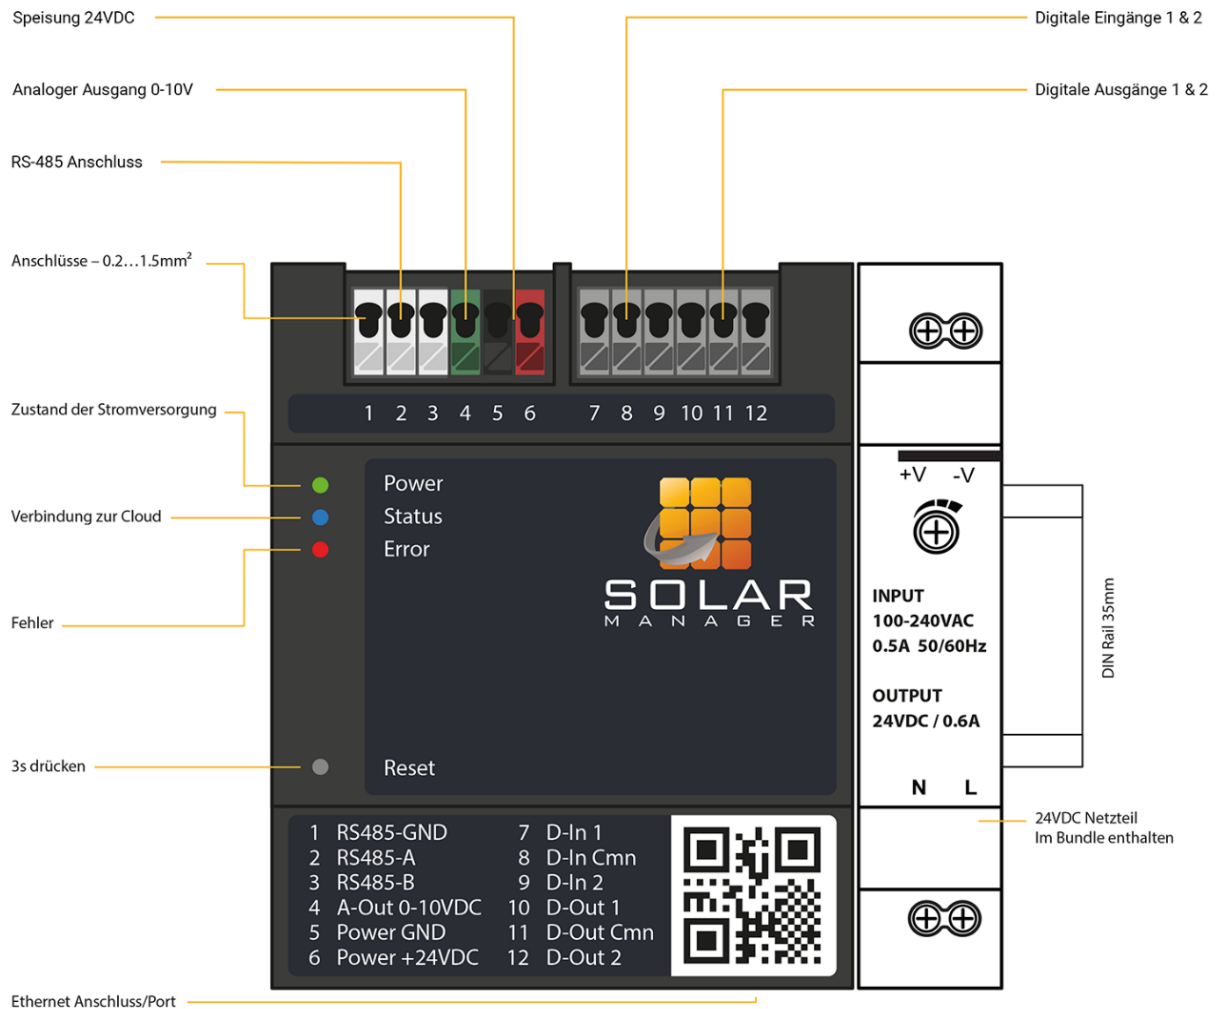 Speisung 24VDC
Analoger Ausgang 0-10V
RS-485 Anschluss
Anschlüsse – 0.2...1.5mm²
Digitale Eingänge 1 & 2
Digitale Ausgänge 1 & 2
1 2 3 4 5 6 7 8 9 10 11 12
Zustand der Stromversorgung
Verbindung zur Cloud
Fehler
3s drücken
Power
Status
Error
SOLAR
MANAGER
Reset
+V -V
INPUT
100-240VAC
0.5A 50/60Hz
OUTPUT
24VDC / 0.6A
N L
DIN Rail 35mm
24VDC Netzteil
Im Bundle enthalten
1 RS485-GND 7 D-In 1
2 RS485-A 8 D-In Cmn
3 RS485-B 9 D-In 2
4 A-Out 0-10VDC 10 D-Out 1
5 Power GND 11 D-Out Cmn
6 Power +24VDC 12 D-Out 2
Ethernet Anschluss/Port